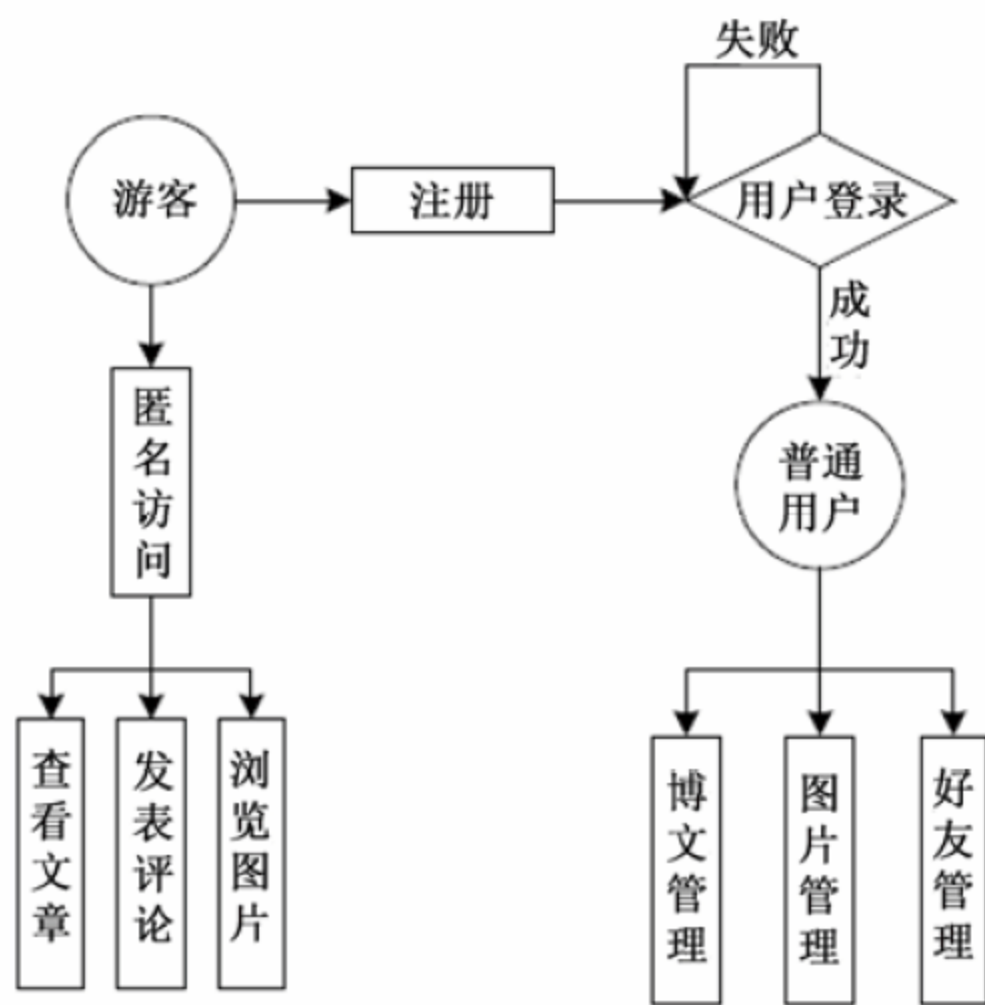 失败
游客
注册
用户登录
成功
匿名访问
普通
用户
查看文章
发表评论
浏览图片
博文管理
图片管理
好友管理